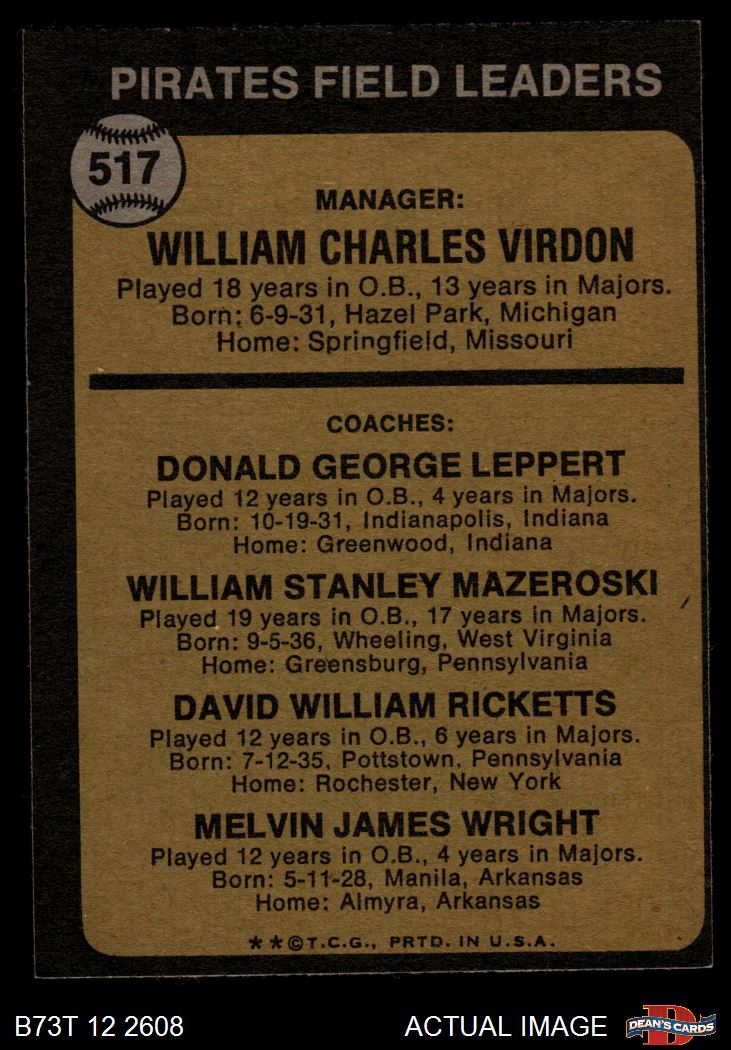 PIRATES FIELD LEADERS
517
MANAGER:
WILLIAM CHARLES VIRDON
Played 18 years in O.B., 13 years in Majors.
Born: 6-9-31, Hazel Park, Michigan
Home: Springfield, Missouri
COACHES:
DONALD GEORGE LEPPERT
Played 12 years in O.B., 4 years in Majors.
Born: 10-19-31, Indianapolis, Indiana
Home: Greenwood, Indiana
WILLIAM STANLEY MAZEROSKI
Played 19 years in O.B., 17 years in Majors.
Born: 9-5-36, Wheeling, West Virginia
Home: Greensburg, Pennsylvania
DAVID WILLIAM RICKETTS
Played 12 years in O.B., 6 years in Majors.
Born: 7-12-35, Pottstown, Pennsylvania
Home: Rochester, New York
MELVIN JAMES WRIGHT
Played 12 years in O.B., 4 years in Majors.
Born: 5-11-28, Manila, Arkansas
Home: Almyra, Arkansas
**©T.C.G., PRTD. IN U.S.A.
B73T 12 2608 ACTUAL IMAGE D DEAN'S CARDS